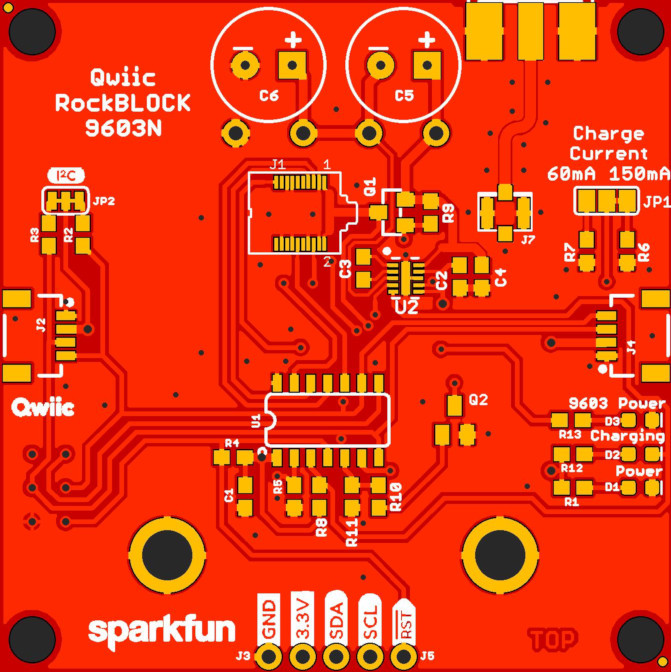 − +
− +
C6
C5
Qwiic
RockBLOCK
9603N
Charge
Current
60mA 150mA
I²C
JP2
J1
1
2
Q1
R9
J7
JP1
R3
R2
R7
R6
C3
C2
C4
U2
J2
J4
Qwiic
U1
Q2
9603 Power
D3
R13
Charging
D2
R12
Power
D1
R1
R4
C1
R5
R8
R11
R10
sparkfun
J3
GND
3.3V
SDA
SCL
RST
J5
TOP